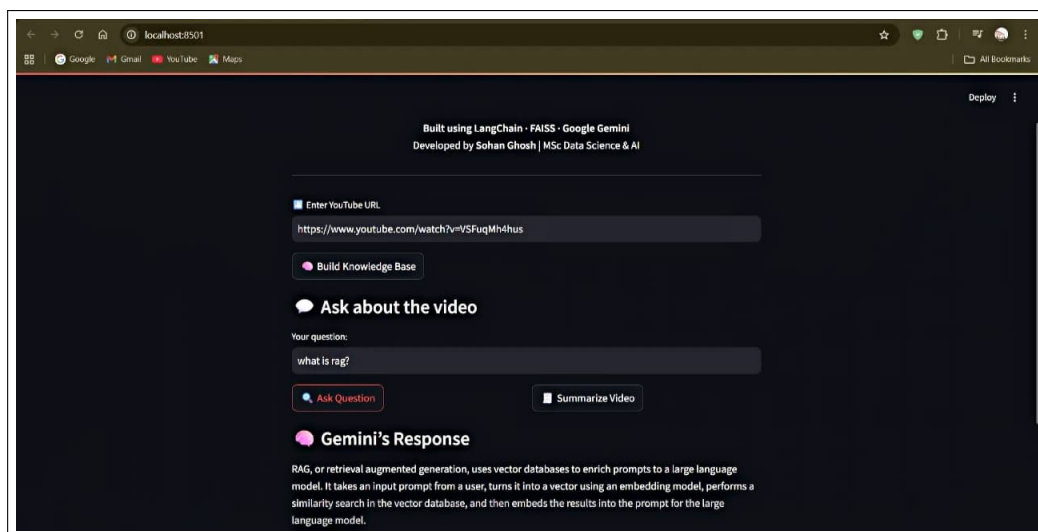 localhost:8501
Google Gmail YouTube Maps All Bookmarks
Deploy
Built using LangChain · FAISS · Google Gemini
Developed by Sohan Ghosh | MSc Data Science & AI
Enter YouTube URL
https://www.youtube.com/watch?v=VSFuqMh4hus
Build Knowledge Base
Ask about the video
Your question:
what is rag?
Ask Question Summarize Video
Gemini’s Response
RAG, or retrieval augmented generation, uses vector databases to enrich prompts to a large language
model. It takes an input prompt from a user, turns it into a vector using an embedding model, performs a
similarity search in the vector database, and then embeds the results into the prompt for the large
language model.